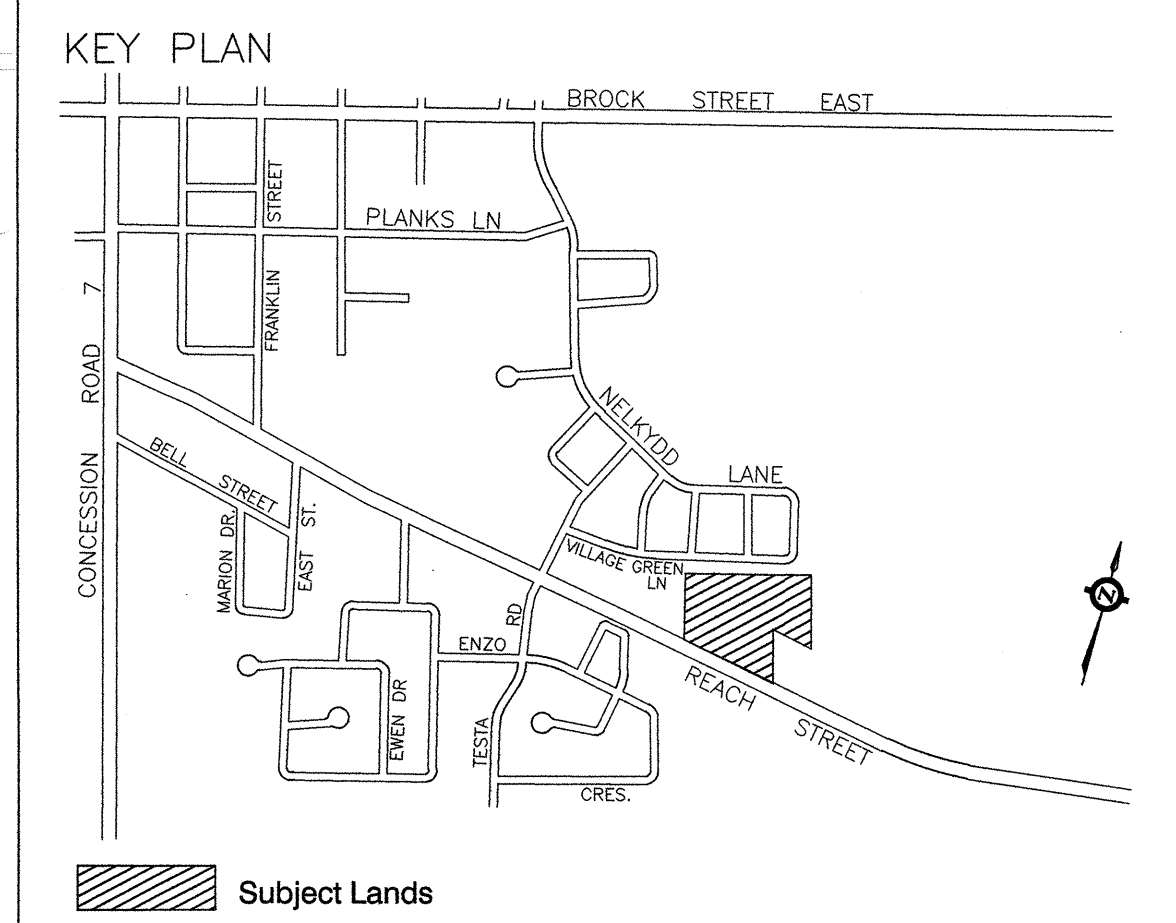 KEY PLAN
BROCK STREET EAST
STREET
PLANKS LN
FRANKLIN
CONCESSION ROAD 7
NELKYDD
LANE
BELL
STREET
MARION DR.
EAST ST.
VILLAGE GREEN
LN
RD
ENZO
N
REACH
STREET
EWEN DR
TESTA
CRES.
Subject Lands